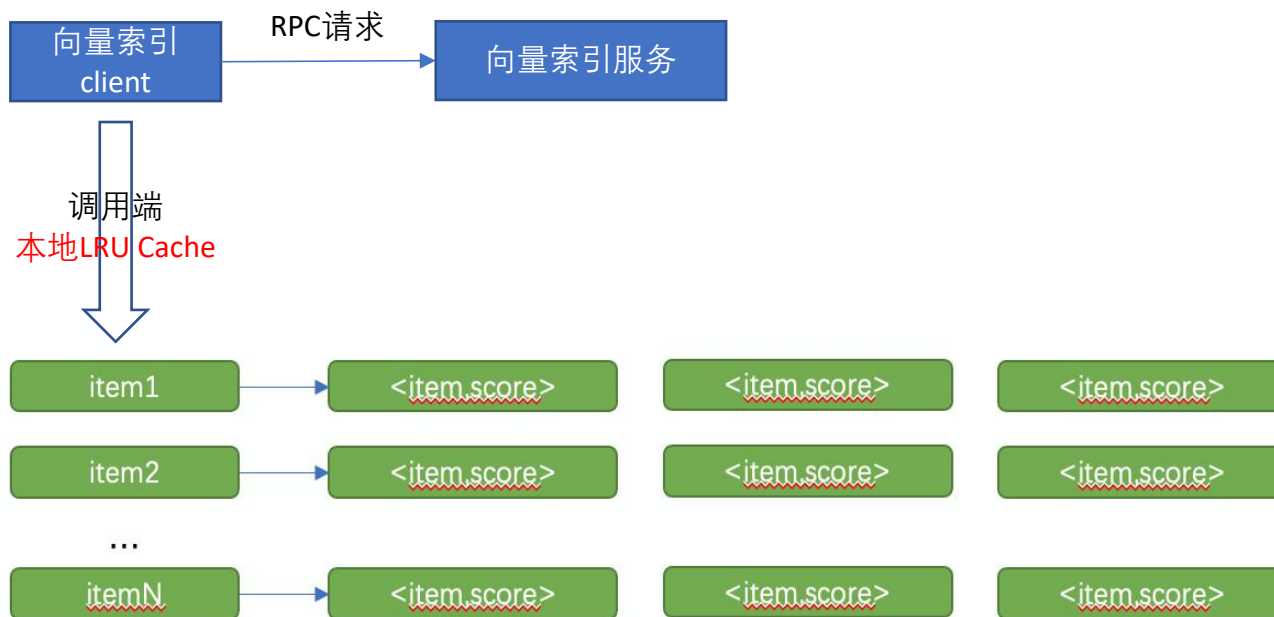 向量索引
client
RPC请求
向量索引服务
调用端
本地LRU Cache
item1
<item,score>
<item,score>
<item,score>
item2
<item,score>
<item,score>
<item,score>
...
itemN
<item,score>
<item,score>
<item,score>